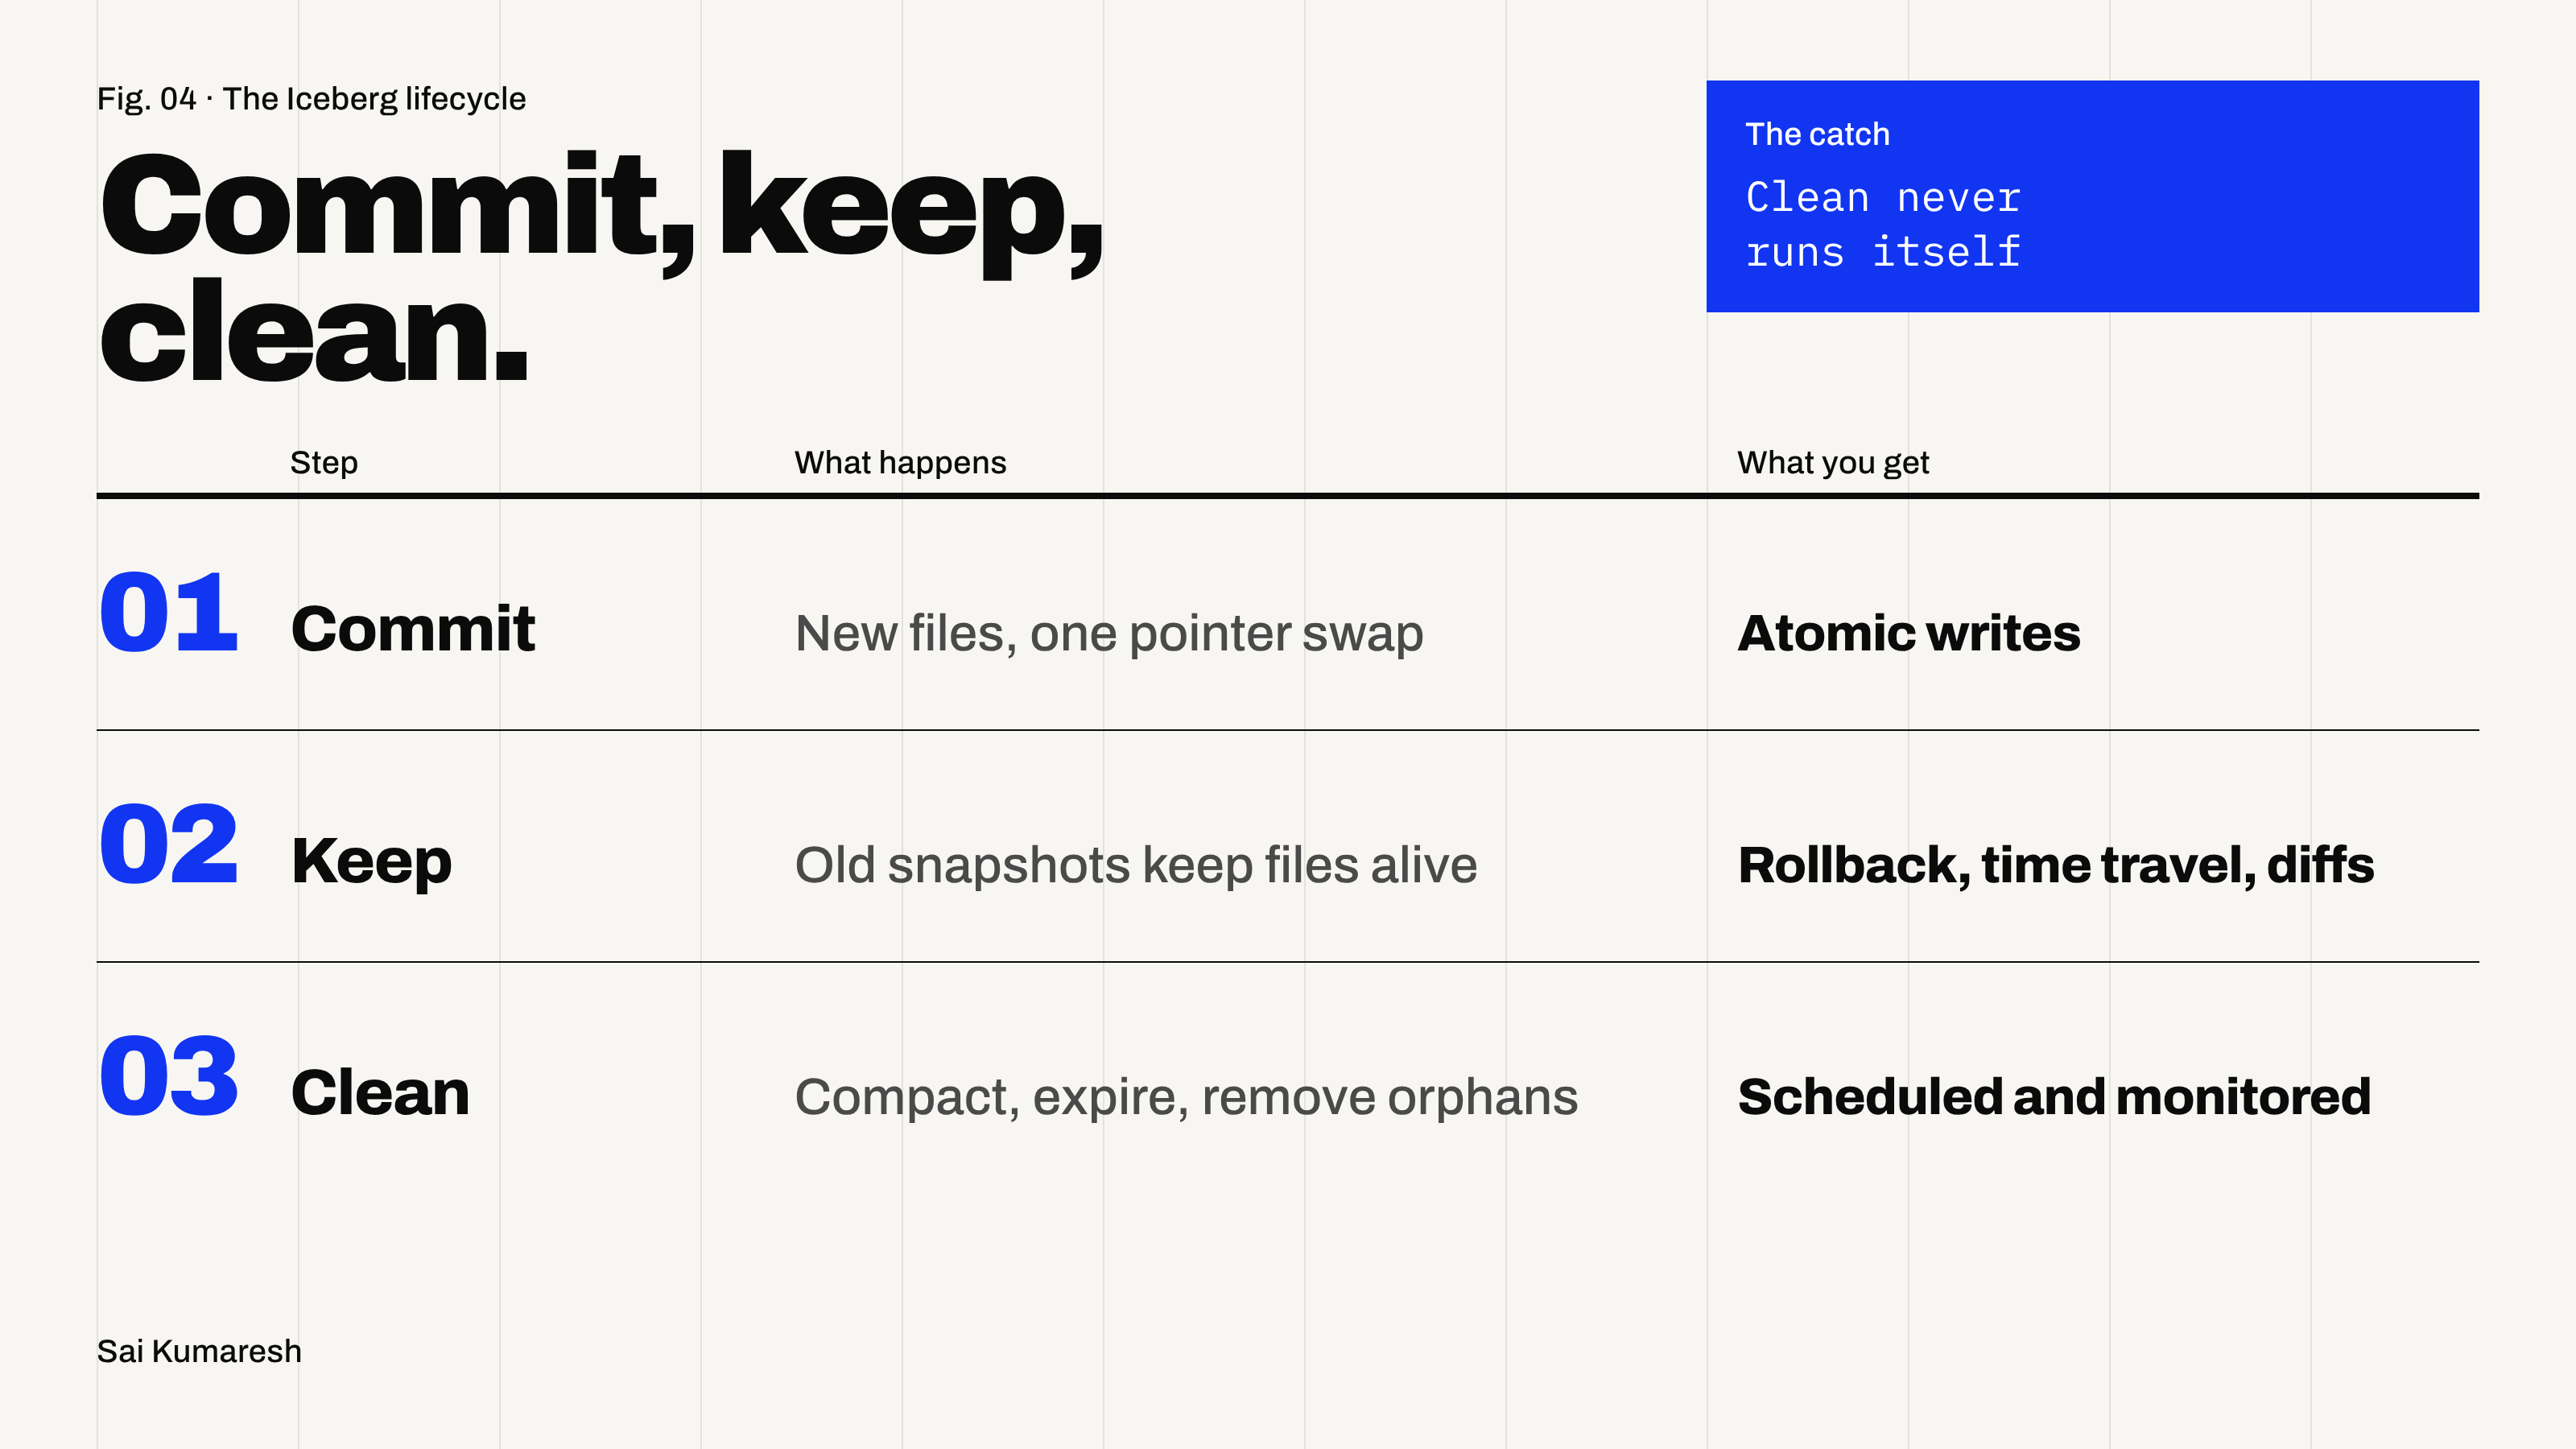 Fig. 04 · The Iceberg lifecycle
Commit, keep,
clean.
The catch
Clean never
runs itself
Step What happens What you get
01 Commit New files, one pointer swap Atomic writes
02 Keep Old snapshots keep files alive Rollback, time travel, diffs
03 Clean Compact, expire, remove orphans Scheduled and monitored
Sai Kumaresh